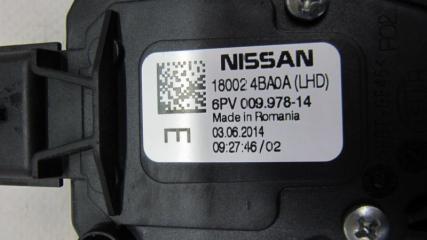 NISSAN
18002 4BA0A (LHD)
6PV 009.978-14
Made in Romania
03.06.2014
09:27:46/02
E